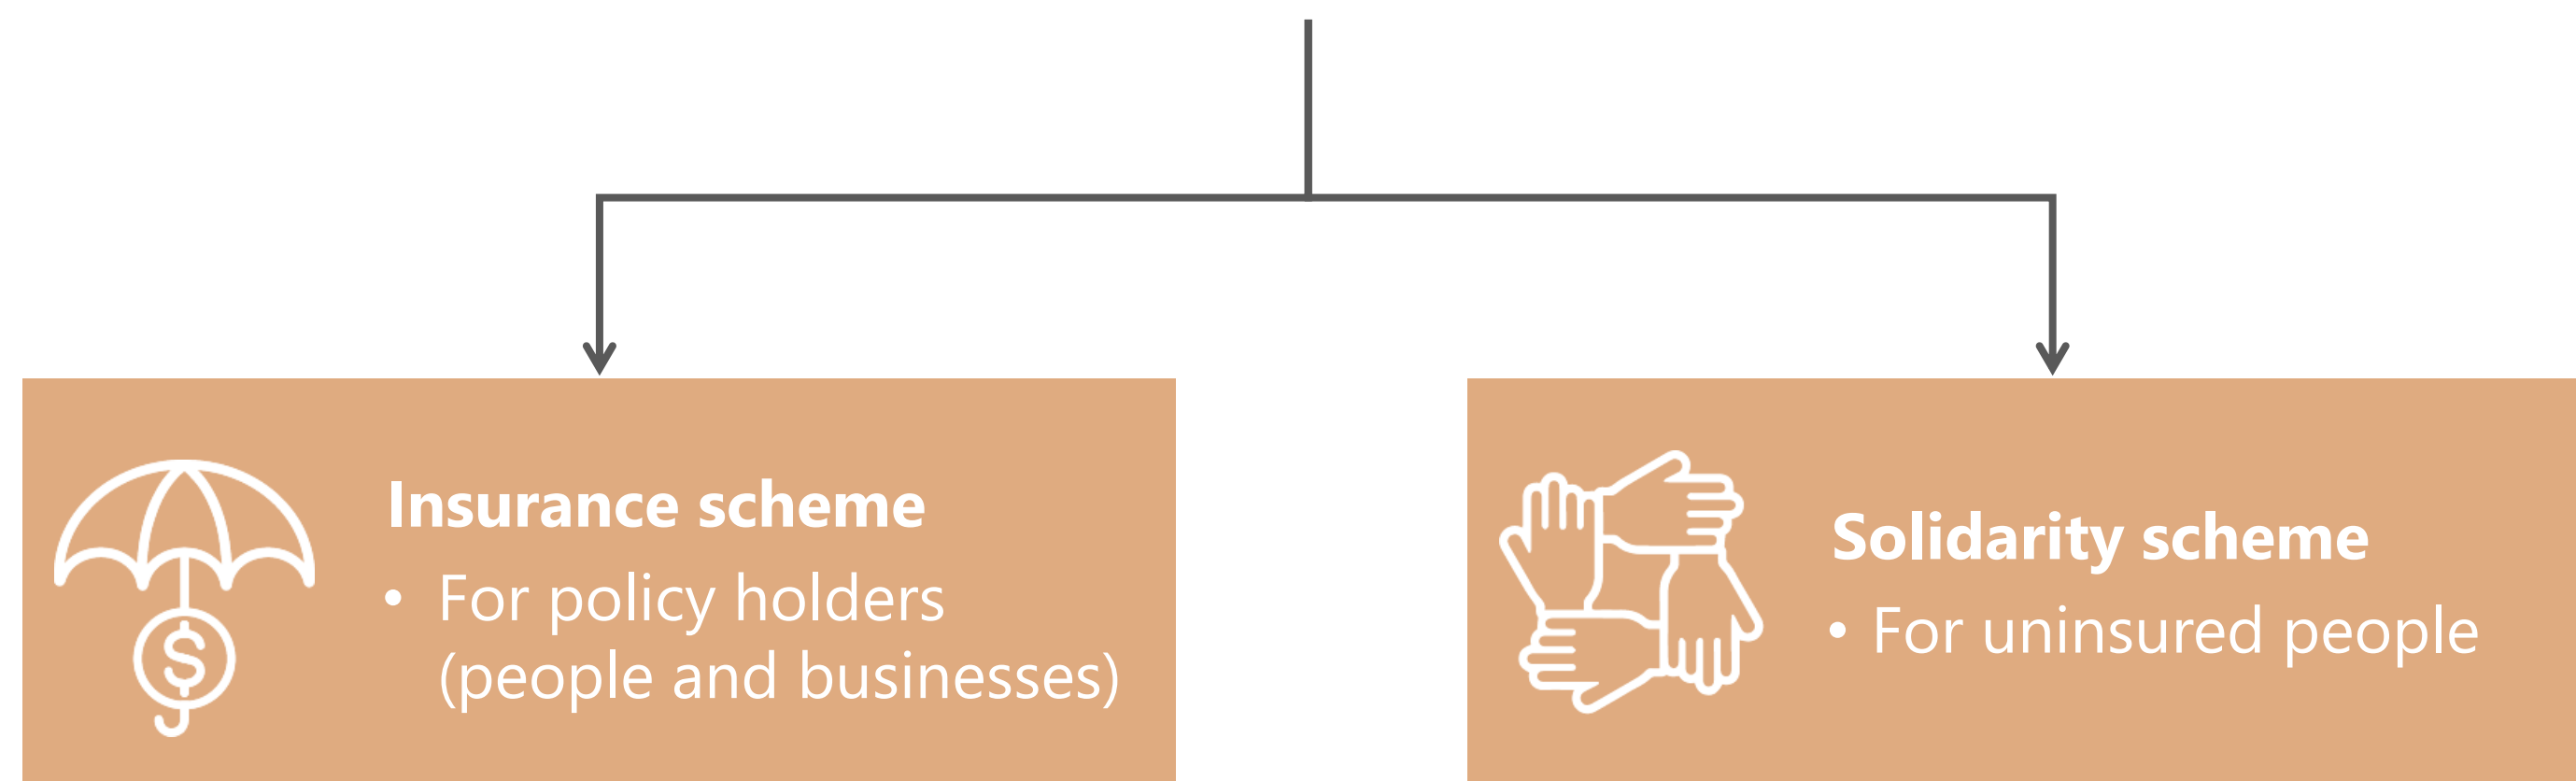 Insurance scheme
• For policy holders
(people and businesses)
$
Solidarity scheme
• For uninsured people